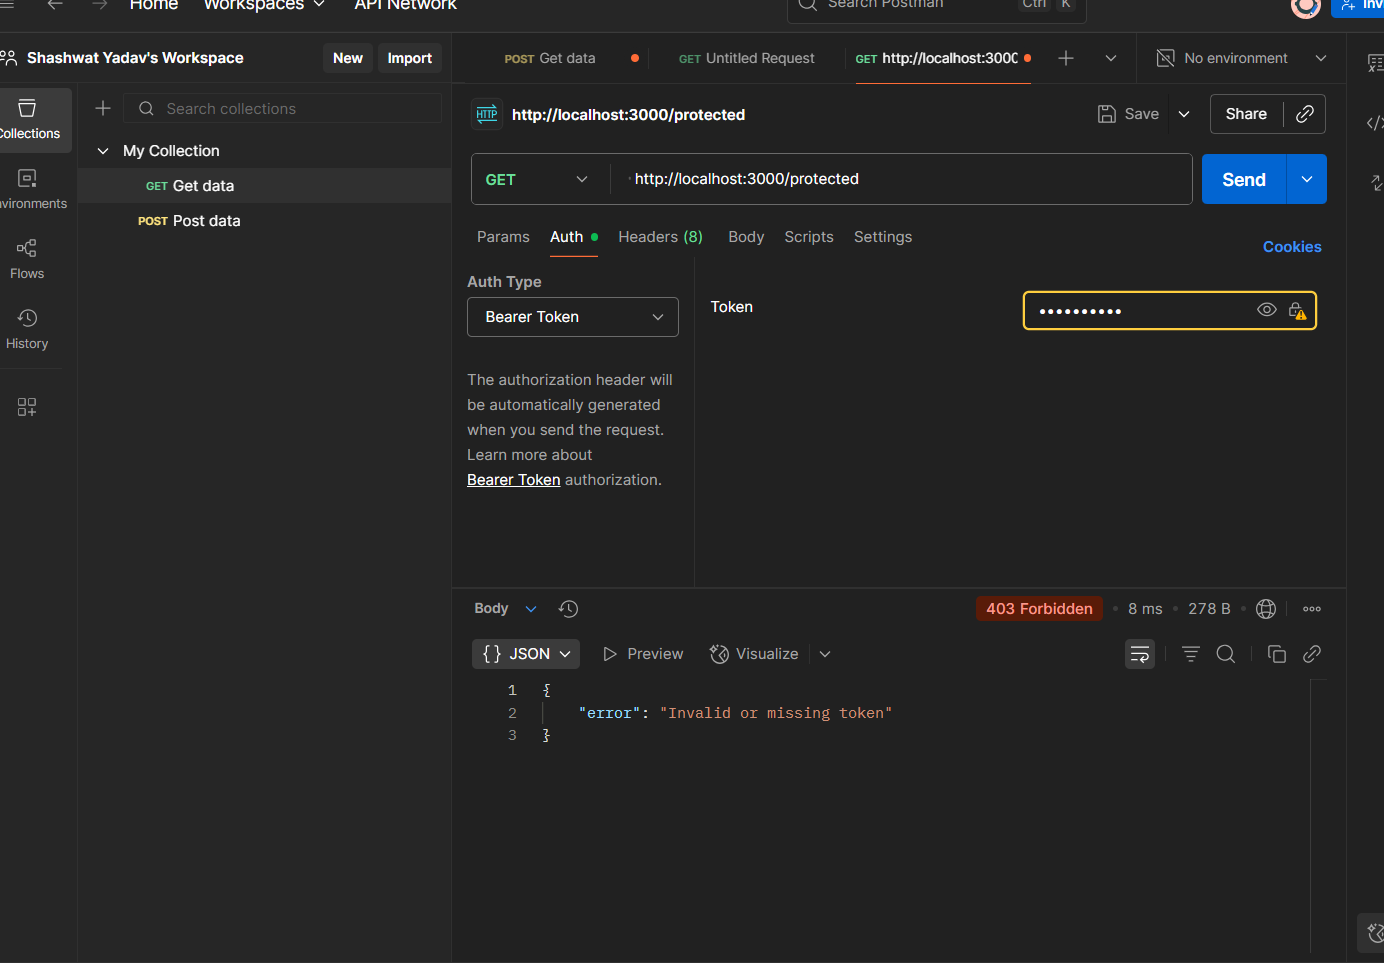 Home
Workspaces
API Network
Search Postman
Ctrl
K
Shashwat Yadav's Workspace
New
Import
POST Get data
GET Untitled Request
GET http://localhost:300
No environment
Collections
Search collections
HTTP
http://localhost:3000/protected
Save
Share
My Collection
GET Get data
POST Post data
GET
http://localhost:3000/protected
Send
Flows
History
Params
Auth
Headers (8)
Body
Scripts
Settings
Cookies
Auth Type
Bearer Token
Token
••••••••••
The authorization header will
be automatically generated
when you send the request.
Learn more about
Bearer Token authorization.
Body
403 Forbidden
8 ms
278 B
{} JSON
Preview
Visualize
1 {
2 "error": "Invalid or missing token"
3 }